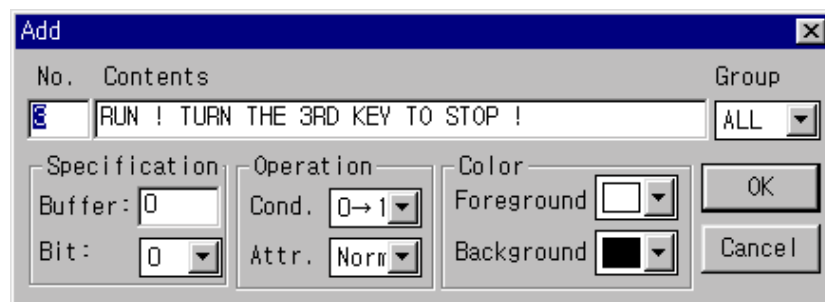 Add
No. Contents Group
RUN ! TURN THE 3RD KEY TO STOP ! ALL
Specification Operation Color
Buffer: 0 Cond. 0→1 Foreground OK
Bit: 0 Attr. Norm Background Cancel